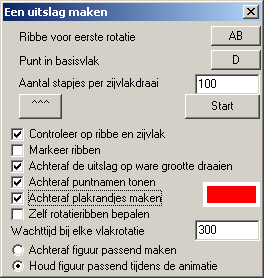 Een uitslag maken
Ribbe voor eerste rotatie AB
Punt in basisvlak D
Aantal stapjes per zijvlakdraai 100
^^^ Start
Controleer op ribbe en zijvlak
Markeer ribben
Achteraf de uitslag op ware grootte draaien
Achteraf puntnamen tonen
Achteraf plakrandjes maken
Zelf rotatieribben bepalen
Wachttijd bij elke vlakrotatie 300
Achteraf figuur passend maken
Houd figuur passend tijdens de animatie